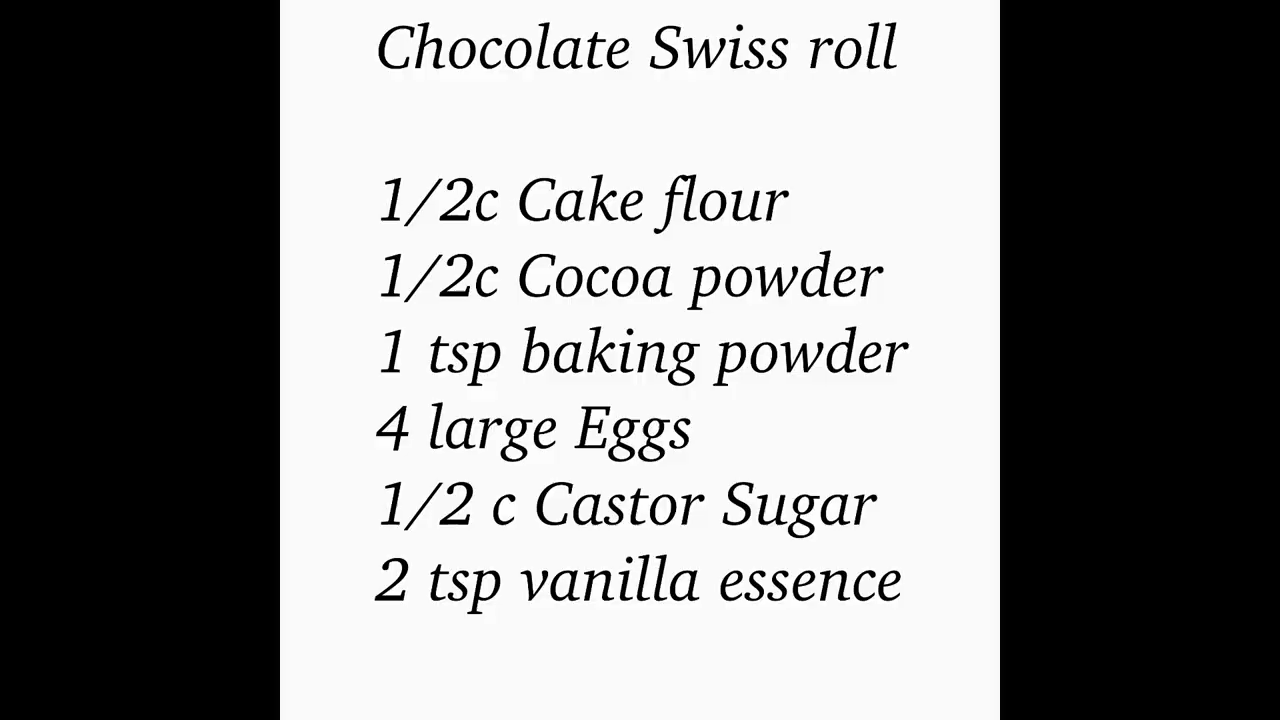 Chocolate Swiss roll
1/2c Cake flour
1/2c Cocoa powder
1 tsp baking powder
4 large Eggs
1/2 c Castor Sugar
2 tsp vanilla essence